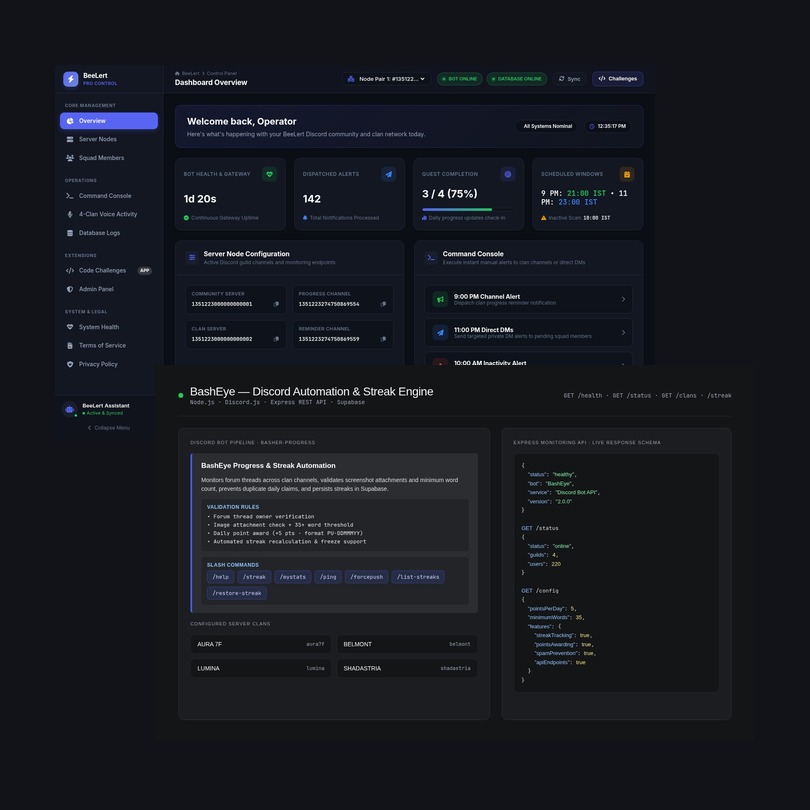 BeeLert
PRO CONTROL
CORE MANAGEMENT
Overview
Server Nodes
Squad Members
OPERATIONS
Command Console
4-Clan Voice Activity
Database Logs
EXTENSIONS
Code Challenges APP
Admin Panel
SYSTEM & LEGAL
System Health
Terms of Service
Privacy Policy
BeeLert Assistant
Active & Synced
Collapse Menu
BeeLert > Control Panel
Dashboard Overview
Node Pair 1: #135122...
BOT ONLINE
DATABASE ONLINE
Sync
Challenges
Welcome back, Operator
Here's what's happening with your BeeLert Discord community and clan network today.
All Systems Nominal
12:35:17 PM
BOT HEALTH & GATEWAY
1d 20s
Continuous Gateway Uptime
DISPATCHED ALERTS
142
Total Notifications Processed
QUEST COMPLETION
3 / 4 (75%)
Daily progress updates check-in
SCHEDULED WINDOWS
9 PM: 21:00 IST • 11
PM: 23:00 IST
Inactive Scan: 10:00 IST
Server Node Configuration
Active Discord guild channels and monitoring endpoints
COMMUNITY SERVER
1351223000000000001
PROGRESS CHANNEL
1351223274750869554
CLAN SERVER
1351223000000000002
REMINDER CHANNEL
1351223274750869559
Command Console
Execute instant manual alerts to clan channels or direct DMs
9:00 PM Channel Alert
Dispatch clan progress reminder notification
11:00 PM Direct DMs
Send targeted private DM alerts to pending squad members
10:00 AM Inactivity Alert
BashEye — Discord Automation & Streak Engine
Node.js · Discord.js · Express REST API · Supabase
GET /health · GET /status · GET /clans · /streak
DISCORD BOT PIPELINE · BASHER-PROGRESS
BashEye Progress & Streak Automation
Monitors forum threads across clan channels, validates screenshot attachments and minimum word
count, prevents duplicate daily claims, and persists streaks in Supabase.
VALIDATION RULES
• Forum thread owner verification
• Image attachment check + 35+ word threshold
• Daily point award (+5 pts · format PU-DDMMMYY)
• Automated streak recalculation & freeze support
SLASH COMMANDS
/help /streak /mystats /ping /forcepush /list-streaks
/restore-streak
CONFIGURED SERVER CLANS
AURA 7F aura7f
BELMONT belmont
LUMINA lumina
SHADASTRIA shadastria
EXPRESS MONITORING API · LIVE RESPONSE SCHEMA
{
"status": "healthy",
"bot": "BashEye",
"service": "Discord Bot API",
"version": "2.0.0"
}
GET /status
{
"status": "online",
"guilds": 4,
"users": 220
}
GET /config
{
"pointsPerDay": 5,
"minimumWords": 35,
"features": {
"streakTracking": true,
"pointsAwarding": true,
"spamPrevention": true,
"apiEndpoints": true
}
}